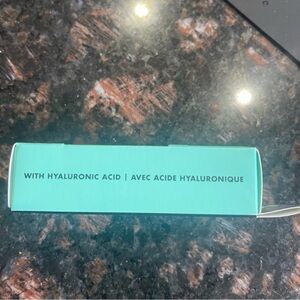 WITH HYALURONIC ACID | AVEC ACIDE HYALURONIQUE